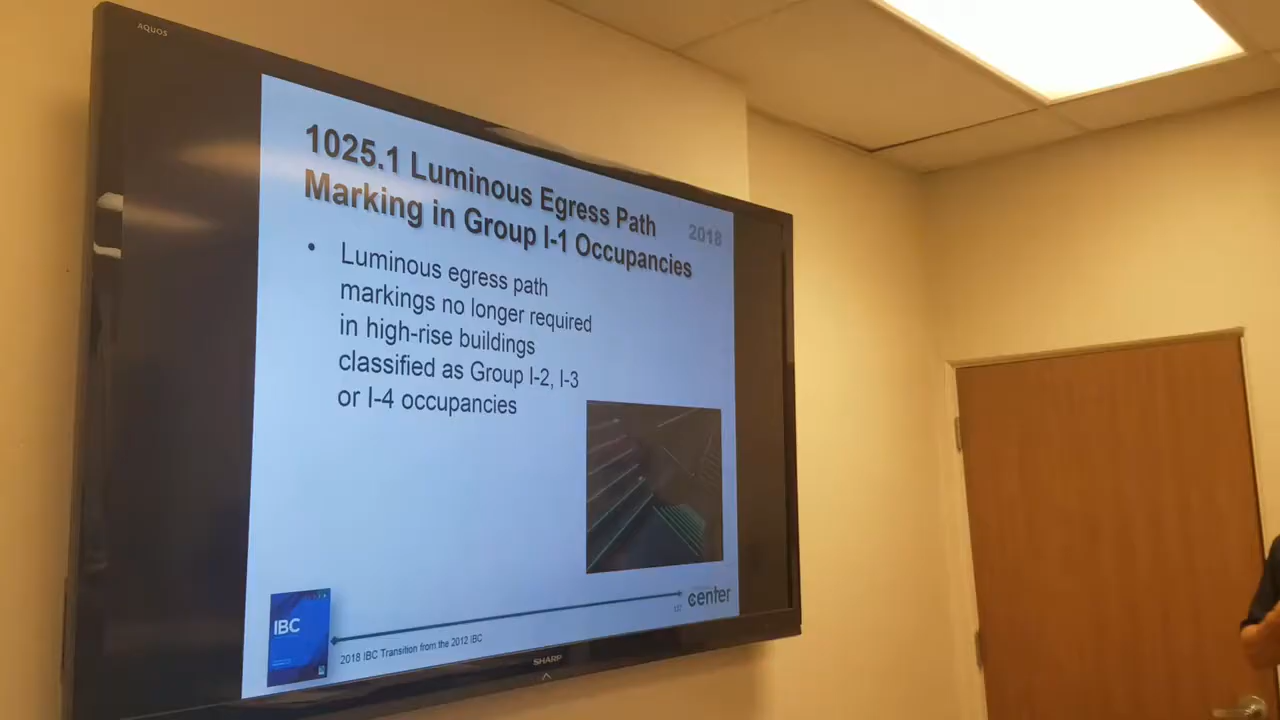 AQUOS
1025.1 Luminous Egress Path
Marking in Group I-1 Occupancies
2018
• Luminous egress path
markings no longer required
in high-rise buildings
classified as Group I-2, I-3
or I-4 occupancies
IBC
2018 IBC Transition from the 2012 IBC
center
SHARP